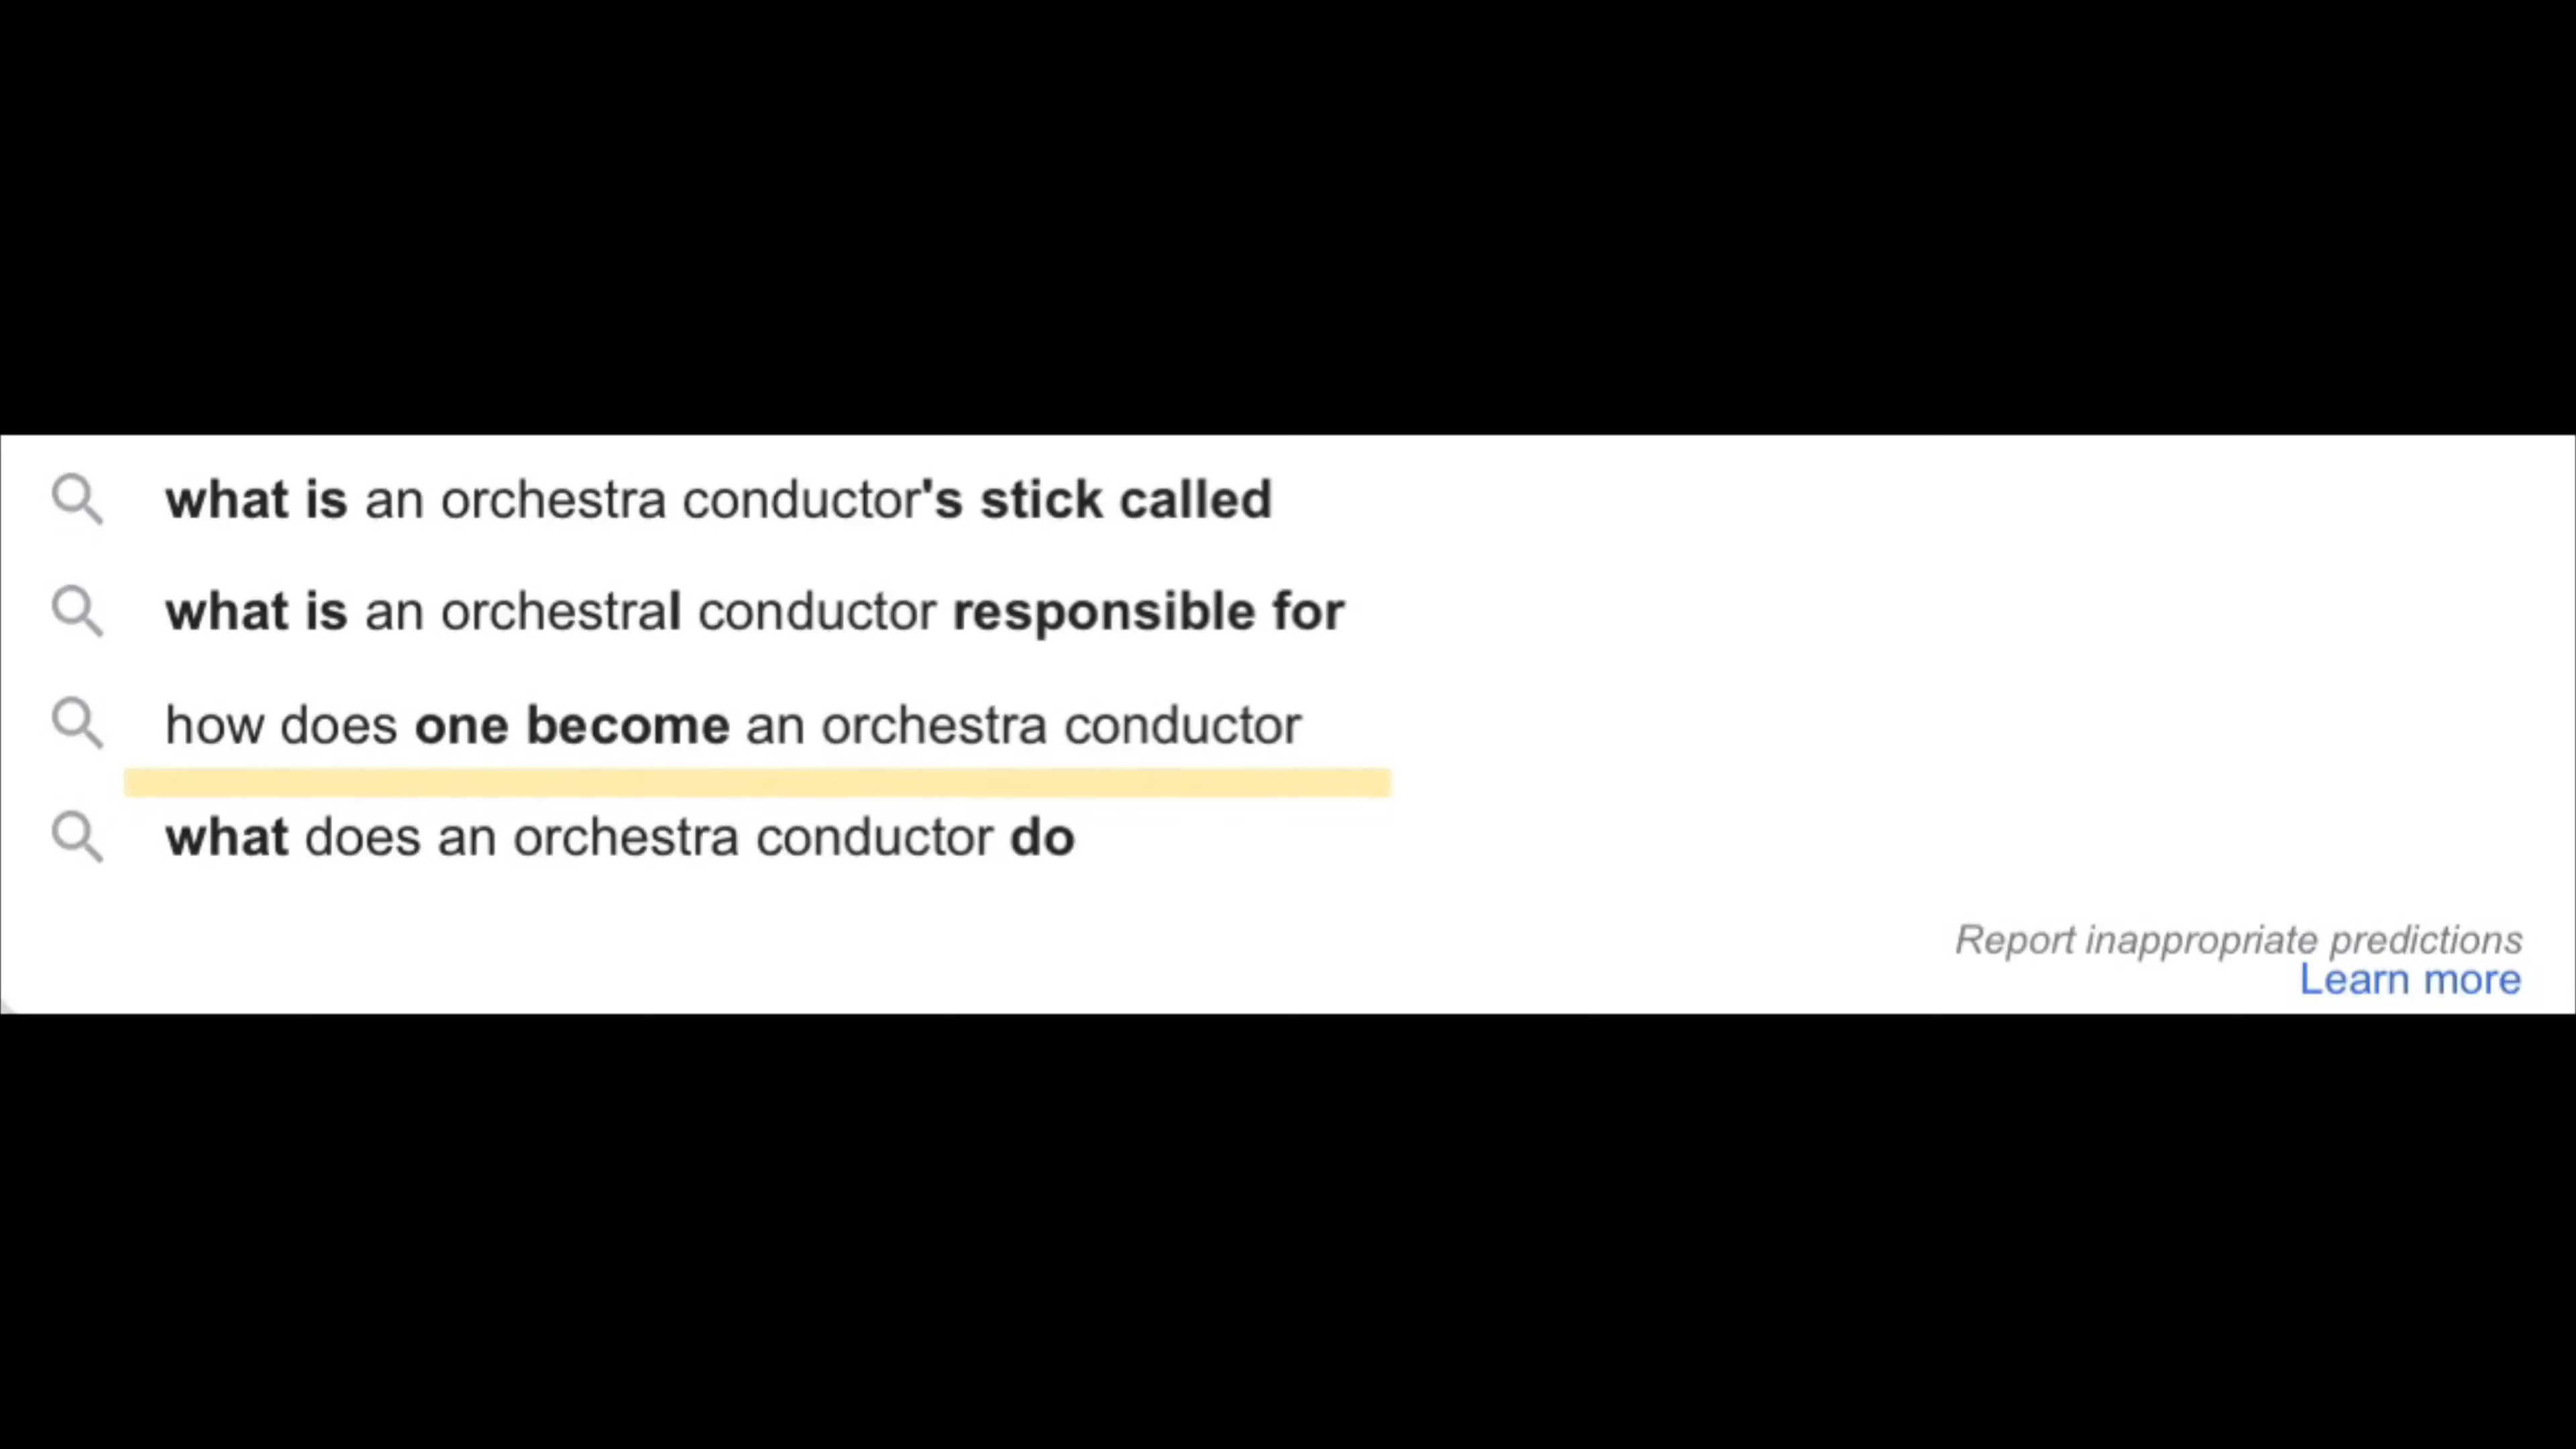 what is an orchestra conductor's stick called
what is an orchestral conductor responsible for
how does one become an orchestra conductor
what does an orchestra conductor do
Report inappropriate predictions
Learn more